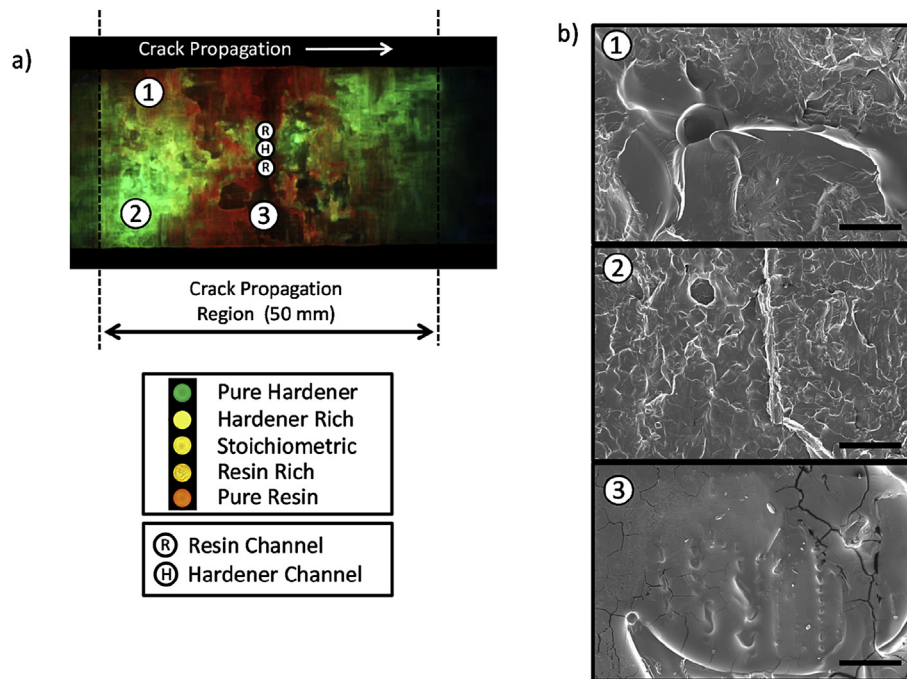 a)
Crack Propagation
1
R
H
R
2
3
Crack Propagation
Region (50 mm)
Pure Hardener
Hardener Rich
Stoichiometric
Resin Rich
Pure Resin
R Resin Channel
H Hardener Channel
b)
1
2
3